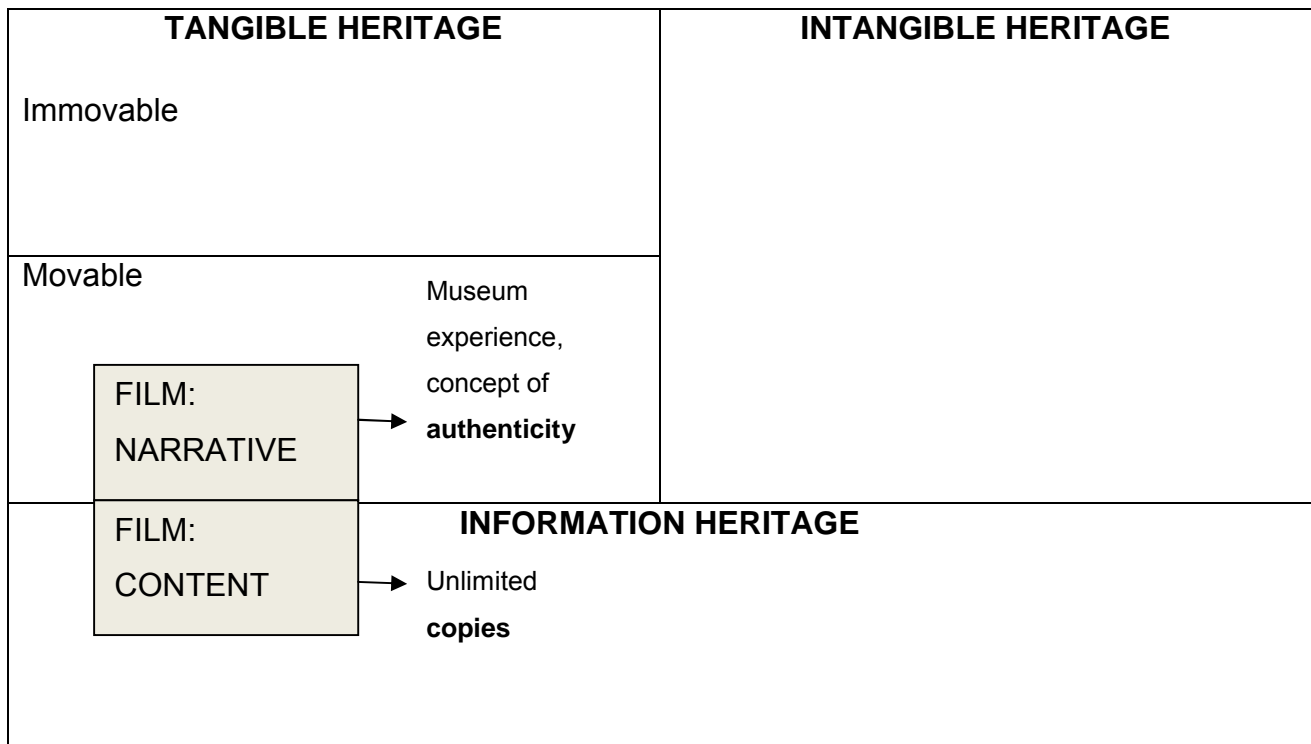 TANGIBLE HERITAGE
INTANGIBLE HERITAGE
Immovable
Movable
Museum
experience,
concept of
authenticity
FILM:
NARRATIVE
INFORMATION HERITAGE
FILM:
CONTENT
Unlimited
copies